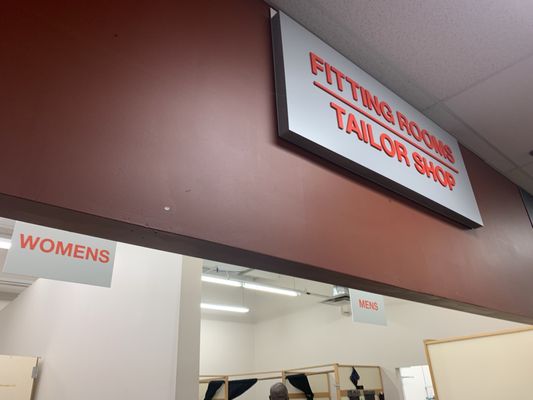 FITTING ROOMS
TAILOR SHOP
WOMENS
MENS